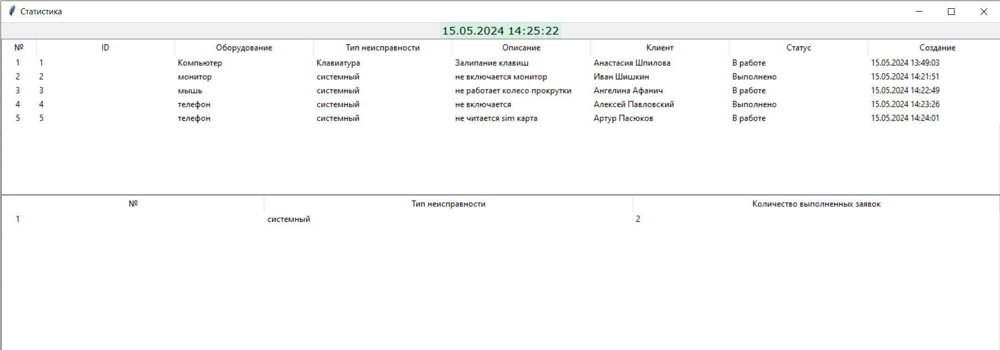 Статистика
15.05.2024 14:25:22
№ ID Оборудование Тип неисправности Описание Клиент Статус Создание
1 1 Компьютер Клавиатура Залипание клавиш Анастасия Шпилова В работе 15.05.2024 13:49:03
2 2 монитор системный не включается монитор Иван Шишкин Выполнено 15.05.2024 14:21:51
3 3 мышь системный не работает колесо прокрутки Ангелина Афанич В работе 15.05.2024 14:22:49
4 4 телефон системный не включается Алексей Павловский Выполнено 15.05.2024 14:23:26
5 5 телефон системный не читается sim карта Артур Пасюков В работе 15.05.2024 14:24:01
№ Тип неисправности Количество выполненных заявок
1 системный 2